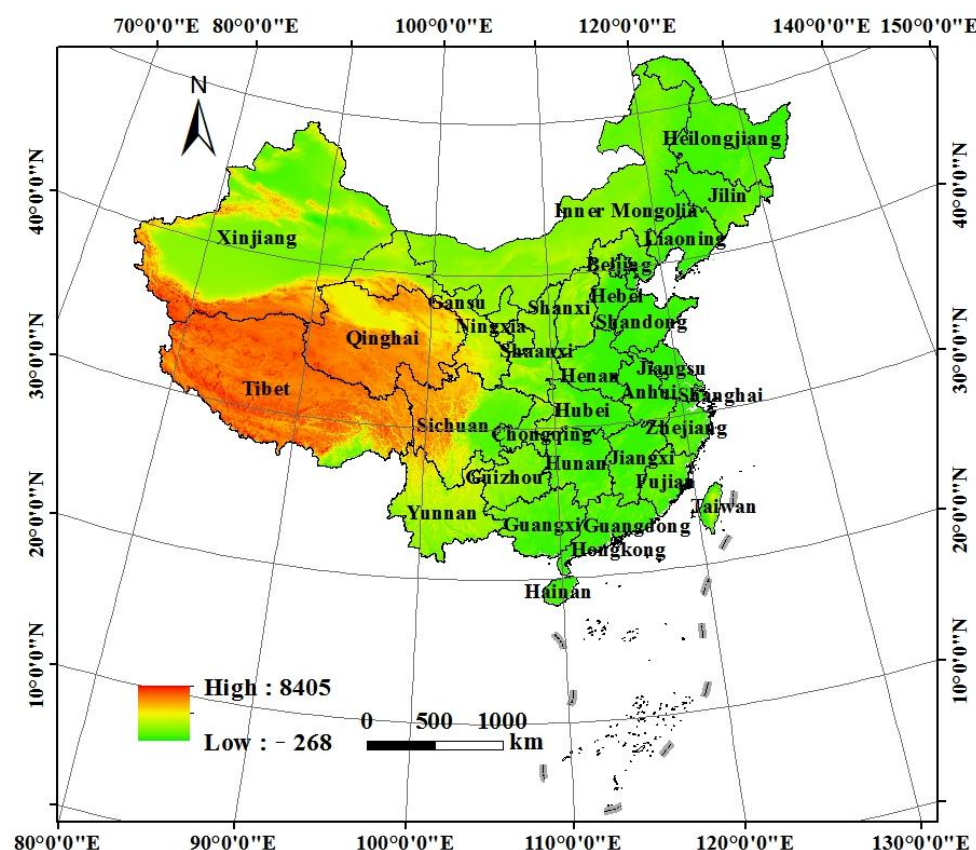 70°0'0"E 80°0'0"E 100°0'0"E 120°0'0"E 140°0'0"E 150°0'0"E
N
Heilongjiang
40°0'0"N
40°0'0"N
Jilin
Inner Mongolia
Xinjiang
Liaoning
Beijing
Hebei
Gansu
Shanxi
Ningxia
Shandong
Qinghai
30°0'0"N
30°0'0"N
Shaanxi
Jiangsu
Henan
Tibet
Anhui
Shanghai
Hubei
Sichuan
Zhejiang
Chongqing
Hunan
Jiangxi
Guizhou
Fujian
20°0'0"N
20°0'0"N
Taiwan
Yunnan
Guangxi
Guangdong
Hongkong
Hainan
10°0'0"N
10°0'0"N
High : 8405
0 500 1000
Low : - 268
km
80°0'0"E 90°0'0"E 100°0'0"E 110°0'0"E 120°0'0"E 130°0'0"E